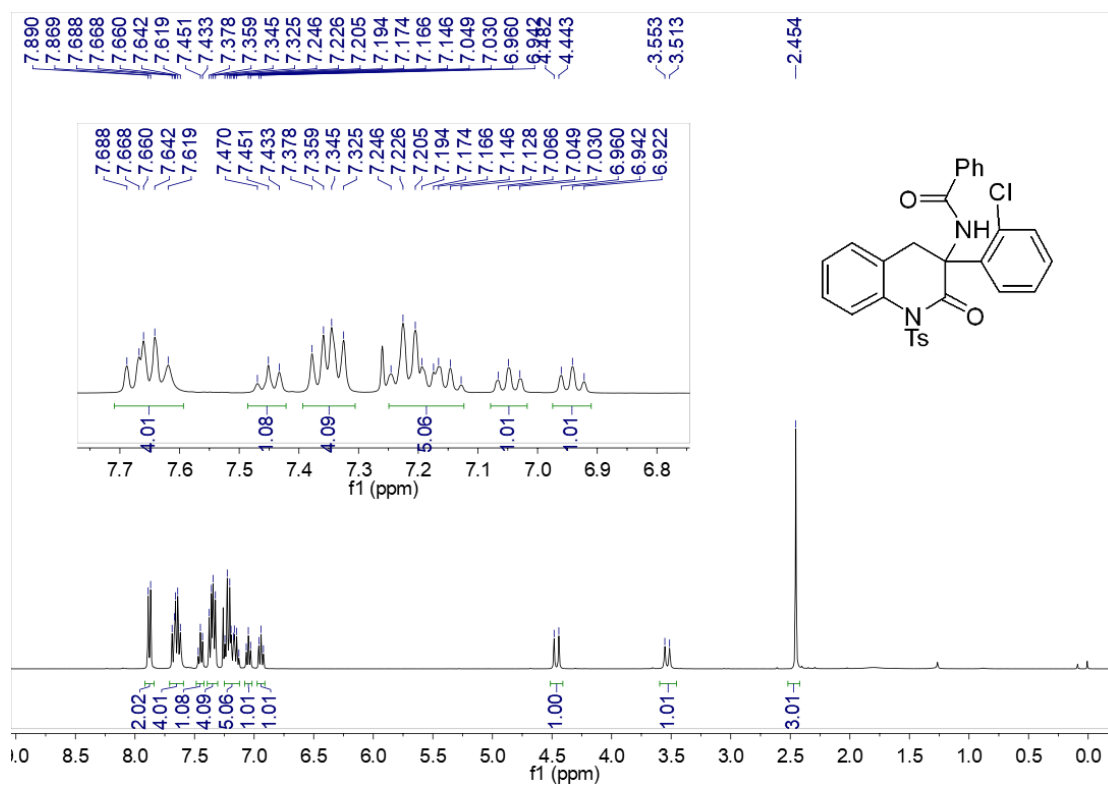 7.890 7.869 7.688 7.668 7.660 7.642 7.619 7.451 7.433 7.378 7.359 7.345 7.325 7.246 7.226 7.205 7.194 7.174 7.166 7.146 7.049 7.030 6.960 6.942 4.482 4.443 3.553 3.513 2.454
7.688 7.668 7.660 7.642 7.619 7.470 7.451 7.433 7.378 7.359 7.345 7.325 7.246 7.226 7.205 7.194 7.174 7.166 7.146 7.128 7.066 7.049 7.030 6.960 6.942 6.922
4.01 1.08 4.09 5.06 1.01 1.01
7.7 7.6 7.5 7.4 7.3 7.2 7.1 7.0 6.9 6.8
f1 (ppm)
Ph
Cl
O
NH
N
O
Ts
2.02 4.01 1.08 4.09 5.06 1.01 1.01 1.00 1.01 3.01
8.0 7.5 7.0 6.5 6.0 5.5 5.0 4.5 4.0 3.5 3.0 2.5 2.0 1.5 1.0 0.5 0.0
f1 (ppm)